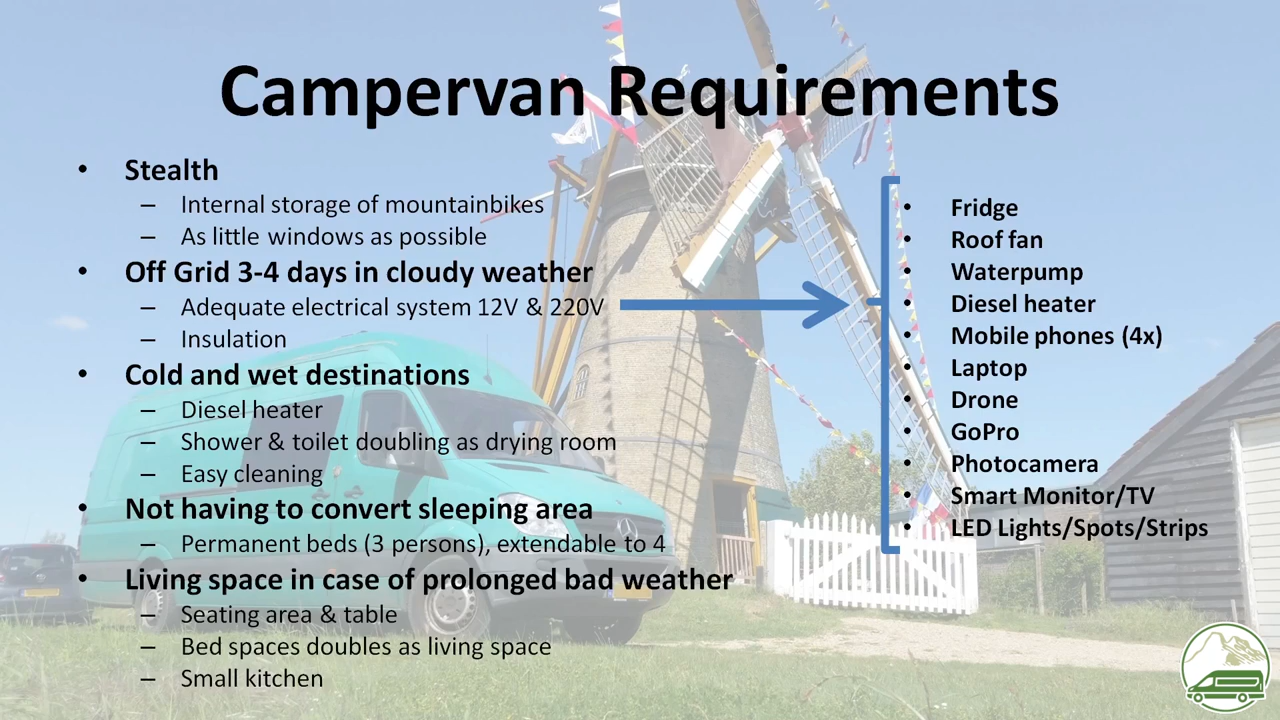 Campervan Requirements
• Stealth
– Internal storage of mountainbikes
– As little windows as possible
• Off Grid 3-4 days in cloudy weather
– Adequate electrical system 12V & 220V
– Insulation
• Cold and wet destinations
– Diesel heater
– Shower & toilet doubling as drying room
– Easy cleaning
• Not having to convert sleeping area
– Permanent beds (3 persons), extendable to 4
• Living space in case of prolonged bad weather
– Seating area & table
– Bed spaces doubles as living space
– Small kitchen
• Fridge
• Roof fan
• Waterpump
• Diesel heater
• Mobile phones (4x)
• Laptop
• Drone
• GoPro
• Photocamera
• Smart Monitor/TV
• LED Lights/Spots/Strips